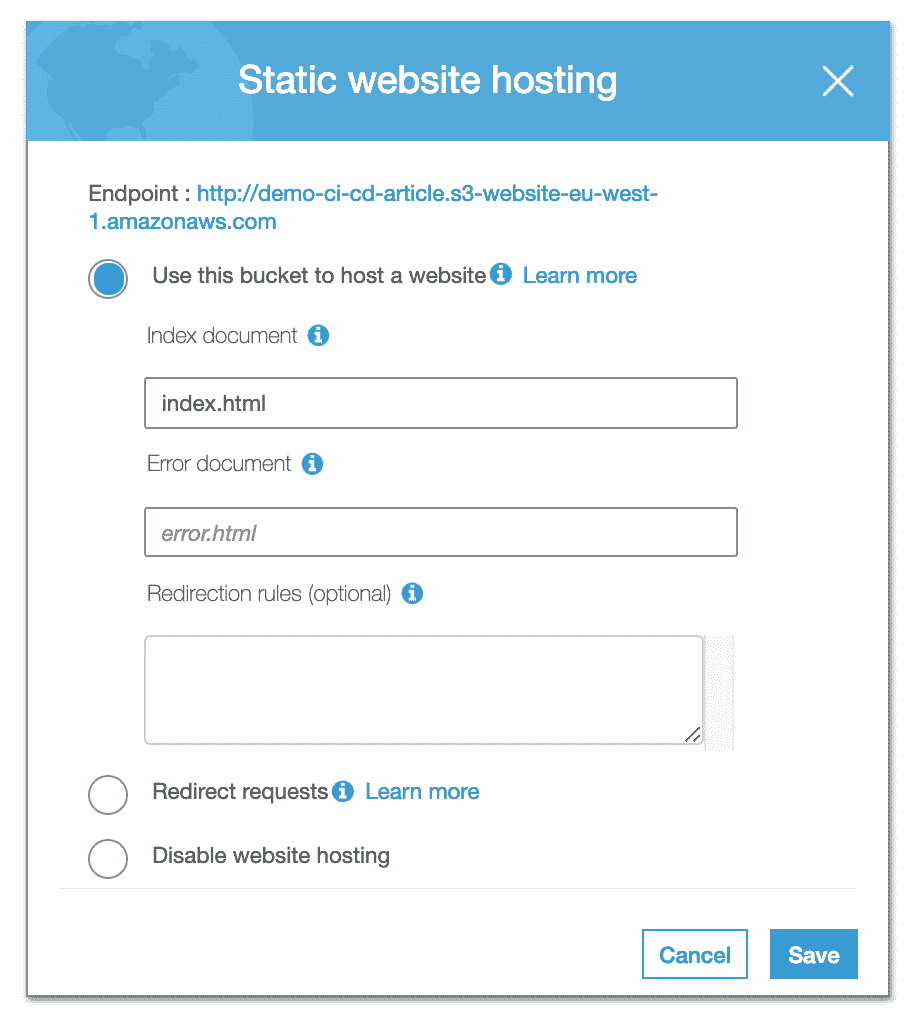 Static website hosting
Endpoint : http://demo-ci-cd-article.s3-website-eu-west-
1.amazonaws.com
Use this bucket to host a website Learn more
Index document
index.html
Error document
error.html
Redirection rules (optional)
Redirect requests Learn more
Disable website hosting
Cancel Save